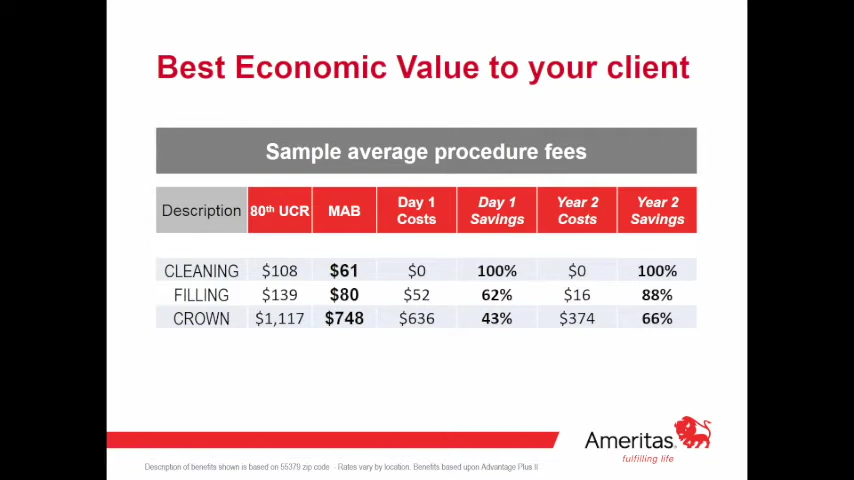 Best Economic Value to your client
Sample average procedure fees
Description 80th UCR MAB Day 1 Costs Day 1 Savings Year 2 Costs Year 2 Savings
CLEANING $108 $61 $0 100% $0 100%
FILLING $139 $80 $52 62% $16 88%
CROWN $1,117 $748 $636 43% $374 66%
Ameritas
fulfilling life
Description of benefits shown is based on 55379 zip code - Rates vary by location. Benefits based upon Advantage Plus II